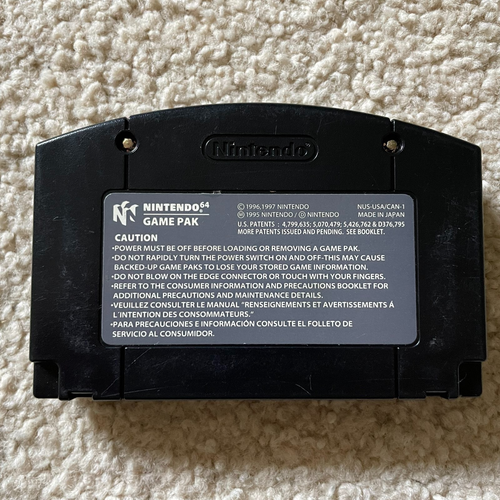 Nintendo
NINTENDO 64 © 1996,1997 NINTENDO NUS-USA/CAN-1
GAME PAK Ⓜ 1995 NINTENDO / Ⓓ NINTENDO MADE IN JAPAN
U.S. PATENTS : 4,799,635; 5,070,479; 5,426,762 & D376,795
MORE PATENTS ISSUED AND PENDING. SEE BOOKLET.
CAUTION
•POWER MUST BE OFF BEFORE LOADING OR REMOVING A GAME PAK.
•DO NOT RAPIDLY TURN THE POWER SWITCH ON AND OFF-THIS MAY CAUSE
BACKED-UP GAME PAKS TO LOSE YOUR STORED GAME INFORMATION.
•DO NOT BLOW ON THE EDGE CONNECTOR OR TOUCH WITH YOUR FINGERS.
•REFER TO THE CONSUMER INFORMATION AND PRECAUTIONS BOOKLET FOR
ADDITIONAL PRECAUTIONS AND MAINTENANCE DETAILS.
•VEUILLEZ CONSULTER LE MANUAL "RENSEIGNEMENTS ET AVERTISSEMENTS Á
L'INTENTION DES CONSOMMATEURS."
•PARA PRECAUCIONES E INFORMACIÓN CONSULTE EL FOLLETO DE
SERVICIO AL CONSUMIDOR.